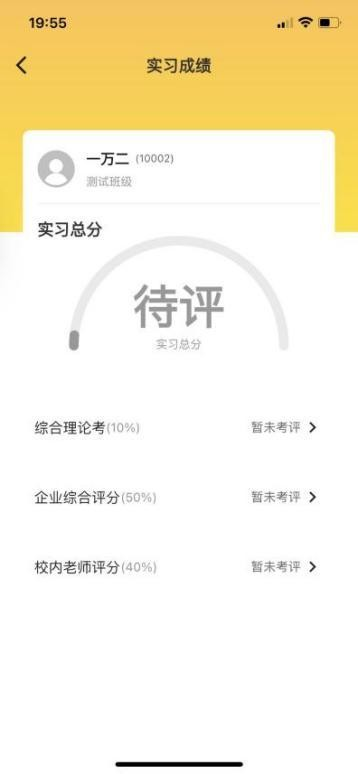 19:55
实习成绩
一万二 (10002)
测试班级
实习总分
待评
实习总分
综合理论考(10%) 暂未考评
企业综合评分(50%) 暂未考评
校内老师评分(40%) 暂未考评